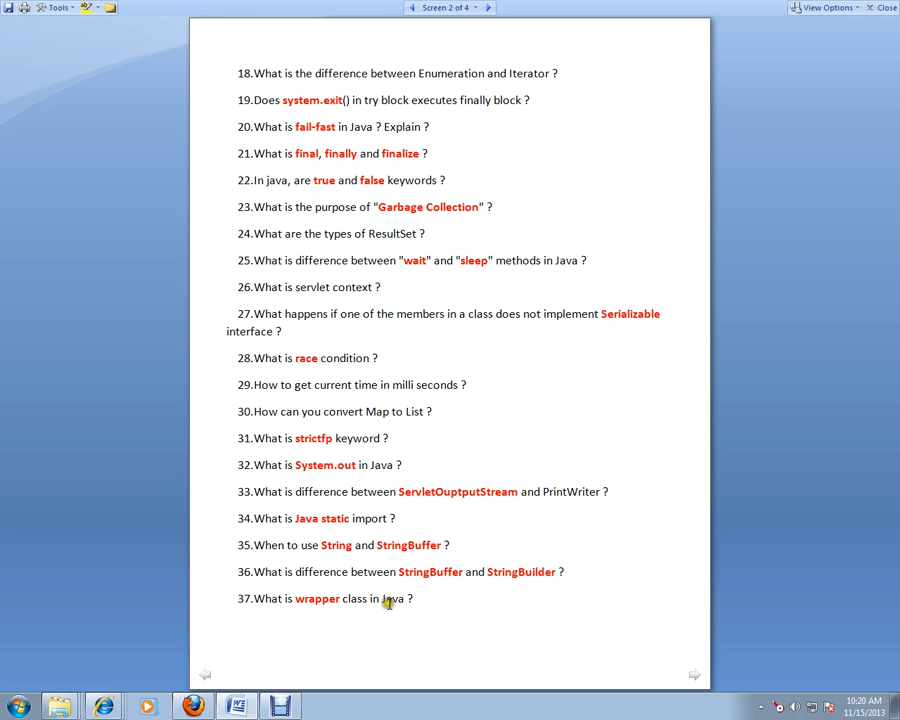 Tools
Screen 2 of 4
View Options
Close
18.What is the difference between Enumeration and Iterator ?
19.Does system.exit() in try block executes finally block ?
20.What is fail-fast in Java ? Explain ?
21.What is final, finally and finalize ?
22.In java, are true and false keywords ?
23.What is the purpose of "Garbage Collection" ?
24.What are the types of ResultSet ?
25.What is difference between "wait" and "sleep" methods in Java ?
26.What is servlet context ?
27.What happens if one of the members in a class does not implement Serializable
interface ?
28.What is race condition ?
29.How to get current time in milli seconds ?
30.How can you convert Map to List ?
31.What is strictfp keyword ?
32.What is System.out in Java ?
33.What is difference between ServletOuptputStream and PrintWriter ?
34.What is Java static import ?
35.When to use String and StringBuffer ?
36.What is difference between StringBuffer and StringBuilder ?
37.What is wrapper class in Java ?
10:20 AM
11/15/2013